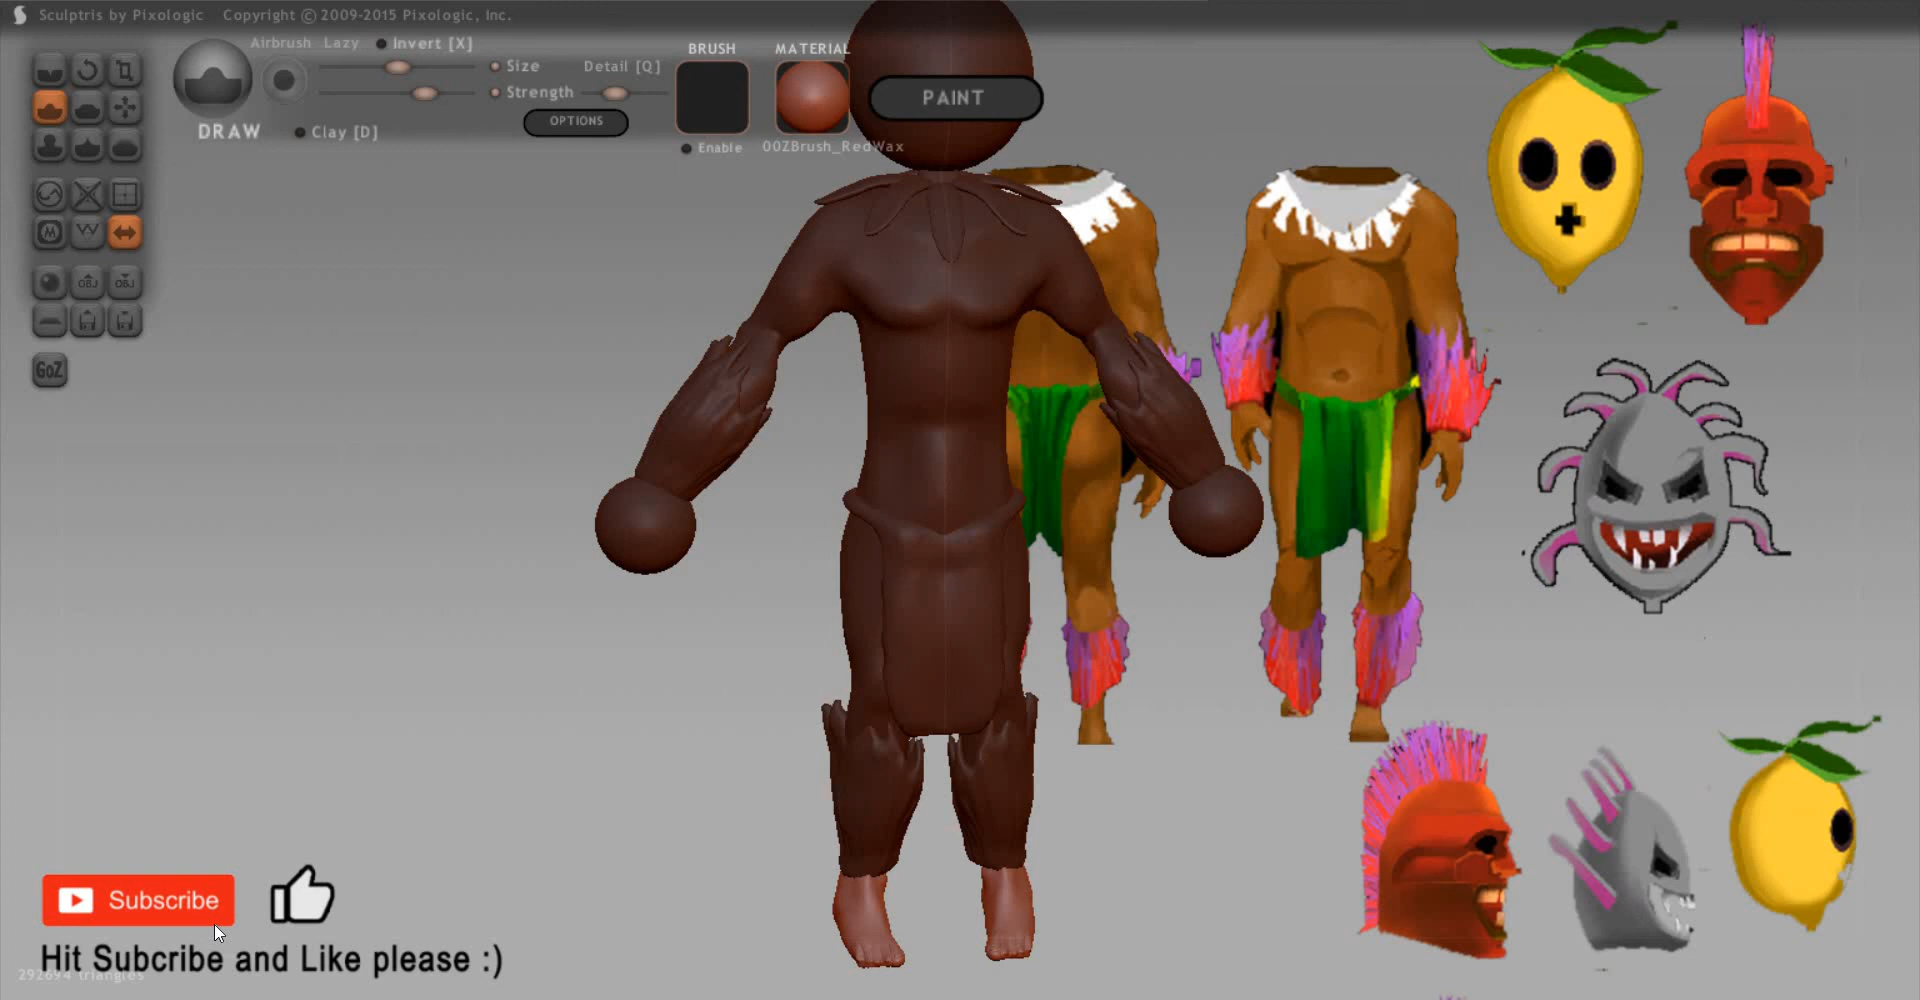 Sculptris by Pixologic Copyright © 2009-2015 Pixologic, Inc.
Airbrush Lazy Invert [X]
Size Detail [Q]
Strength
OPTIONS
DRAW Clay [D]
BRUSH MATERIAL
Enable 00ZBrush_RedWax
PAINT
OBJ OBJ
GoZ
Subscribe
Hit Subcribe and Like please :)
292694 triangles